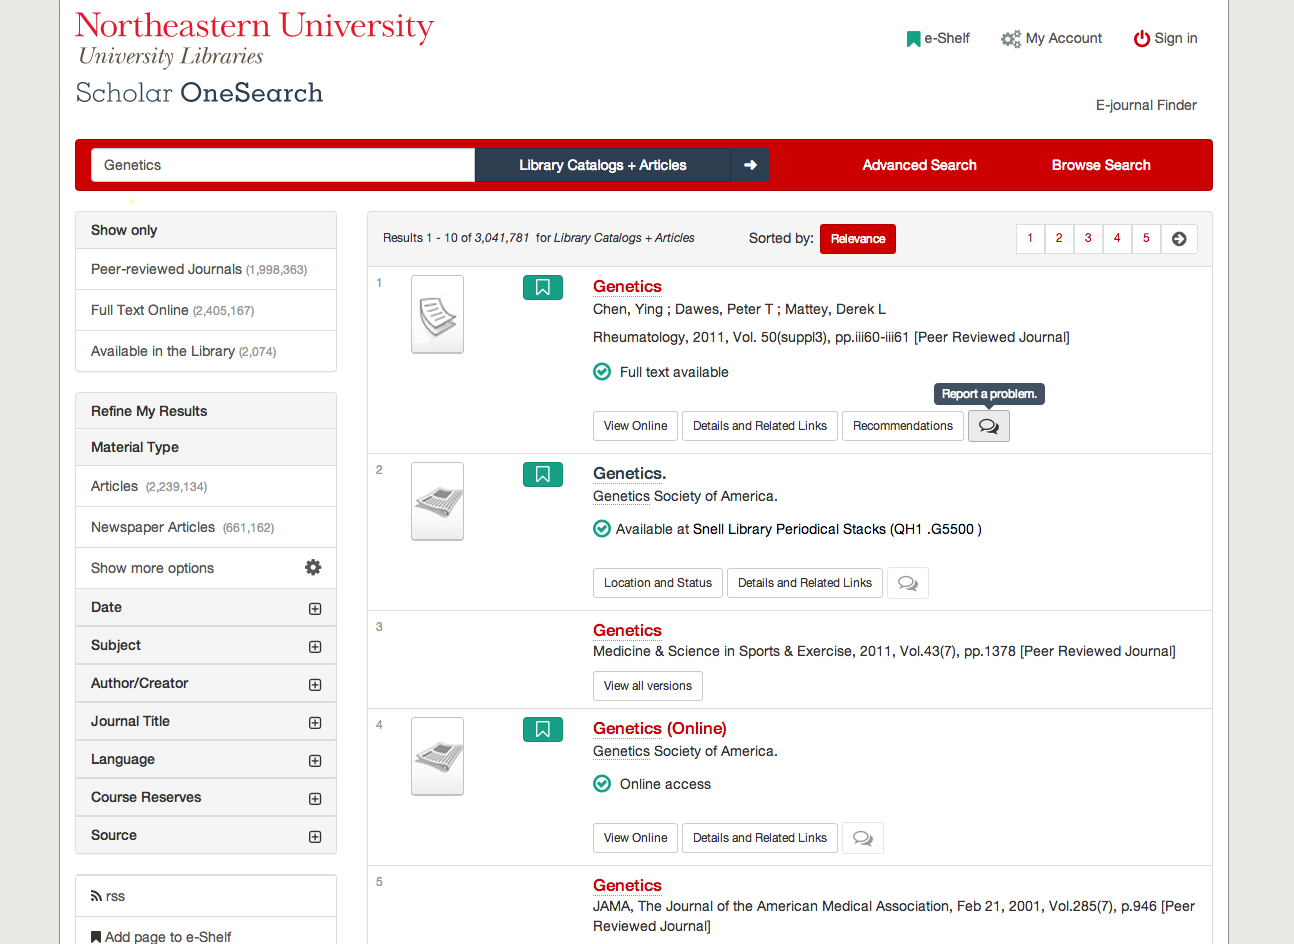 Northeastern University
University Libraries
Scholar OneSearch
e-Shelf
My Account
Sign in
E-journal Finder
Genetics
Library Catalogs + Articles
Advanced Search
Browse Search
Show only
Peer-reviewed Journals (1,998,363)
Full Text Online (2,405,167)
Available in the Library (2,074)
Refine My Results
Material Type
Articles (2,239,134)
Newspaper Articles (661,162)
Show more options
Date
Subject
Author/Creator
Journal Title
Language
Course Reserves
Source
rss
Add page to e-Shelf
Results 1 - 10 of 3,041,781 for Library Catalogs + Articles
Sorted by: Relevance
1 2 3 4 5
1
Genetics
Chen, Ying ; Dawes, Peter T ; Mattey, Derek L
Rheumatology, 2011, Vol. 50(suppl3), pp.iii60-iii61 [Peer Reviewed Journal]
Full text available
Report a problem.
View Online
Details and Related Links
Recommendations
2
Genetics.
Genetics Society of America.
Available at Snell Library Periodical Stacks (QH1 .G5500 )
Location and Status
Details and Related Links
3
Genetics
Medicine & Science in Sports & Exercise, 2011, Vol.43(7), pp.1378 [Peer Reviewed Journal]
View all versions
4
Genetics (Online)
Genetics Society of America.
Online access
View Online
Details and Related Links
5
Genetics
JAMA, The Journal of the American Medical Association, Feb 21, 2001, Vol.285(7), p.946 [Peer
Reviewed Journal]